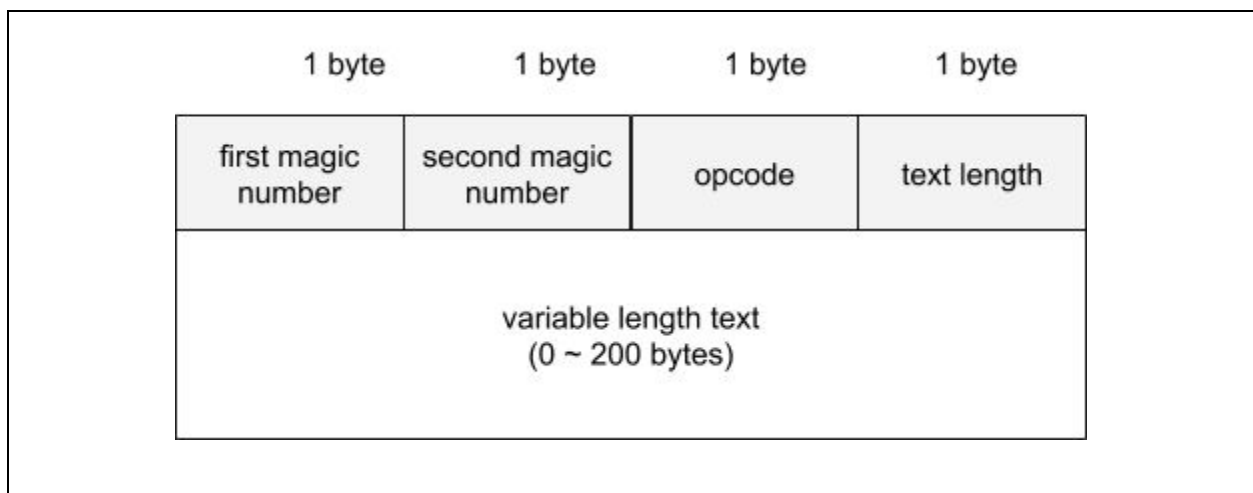 1 byte 1 byte 1 byte 1 byte
first magic number
second magic number
opcode
text length
variable length text
(0 ~ 200 bytes)